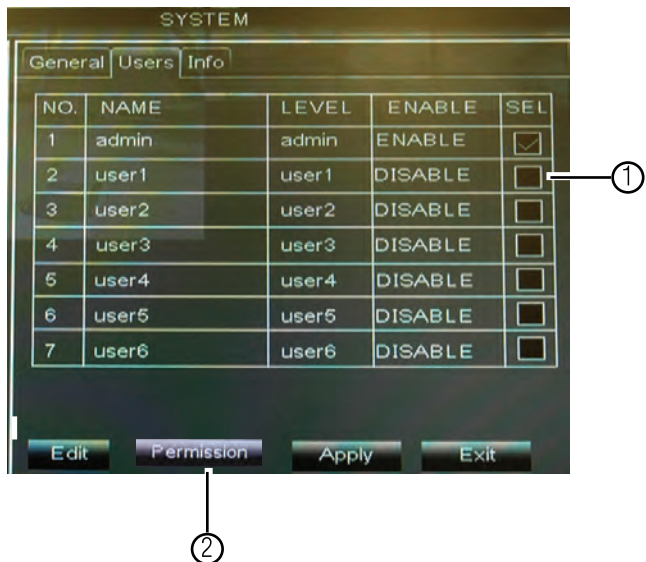 SYSTEM
General Users Info
NO. NAME LEVEL ENABLE SEL
1 admin admin ENABLE
2 user1 user1 DISABLE
3 user2 user2 DISABLE
4 user3 user3 DISABLE
5 user4 user4 DISABLE
6 user5 user5 DISABLE
7 user6 user6 DISABLE
Edit Permission Apply Exit
①
②